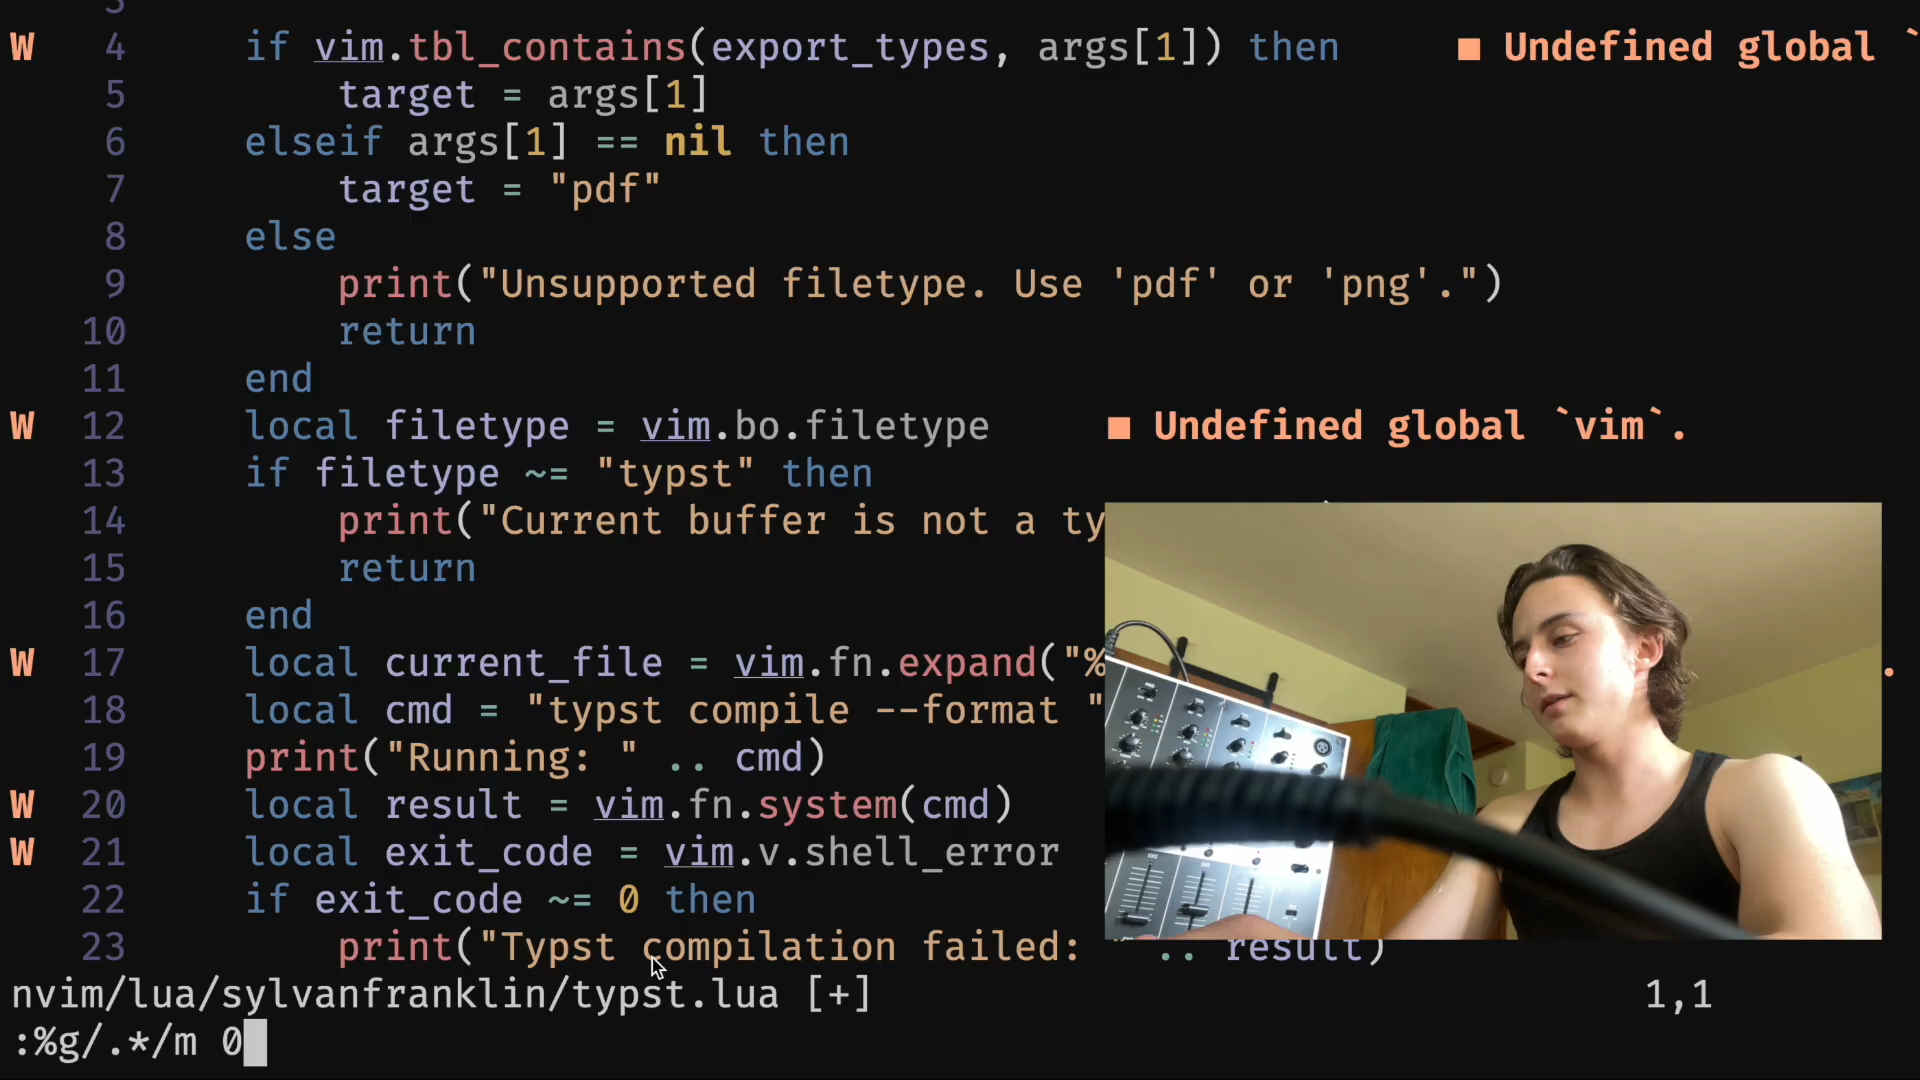 3
W 4 if vim.tbl_contains(export_types, args[1]) then ■ Undefined global `
5 target = args[1]
6 elseif args[1] == nil then
7 target = "pdf"
8 else
9 print("Unsupported filetype. Use 'pdf' or 'png'.")
10 return
11 end
W 12 local filetype = vim.bo.filetype ■ Undefined global `vim`.
13 if filetype ~= "typst" then
14 print("Current buffer is not a ty
15 return
16 end
W 17 local current_file = vim.fn.expand("% .
18 local cmd = "typst compile --format "
19 print("Running: " .. cmd)
W 20 local result = vim.fn.system(cmd)
W 21 local exit_code = vim.v.shell_error
22 if exit_code ~= 0 then
23 print("Typst compilation failed: " .. result)
nvim/lua/sylvanfranklin/typst.lua [+] 1,1
:%g/.*/m 0